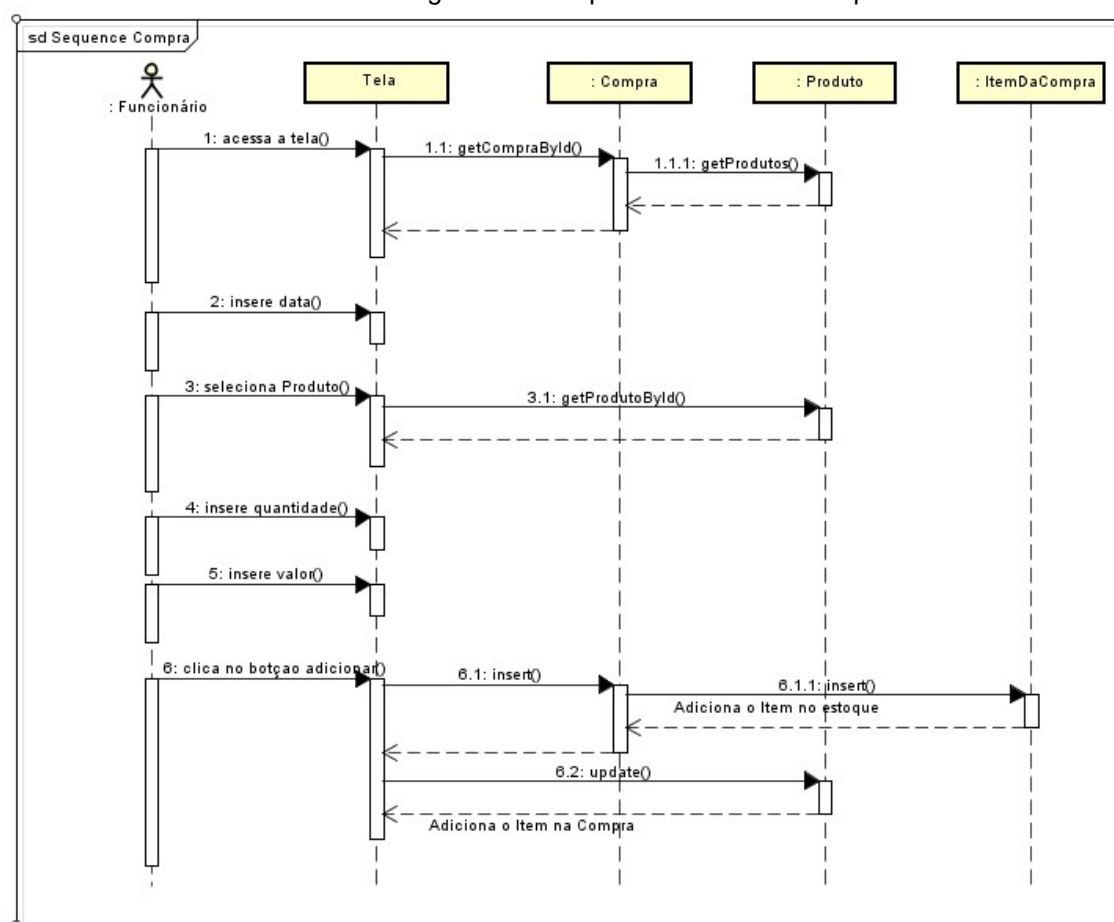 sd Sequence Compra
: Funcionário
Tela
: Compra
: Produto
: ItemDaCompra
1: acessa a tela()
1.1: getCompraById()
1.1.1: getProdutos()
2: insere data()
3: seleciona Produto()
3.1: getProdutoById()
4: insere quantidade()
5: insere valor()
6: clica no botçao adicionar()
6.1: insert()
6.1.1: insert()
Adiciona o Item no estoque
6.2: update()
Adiciona o Item na Compra